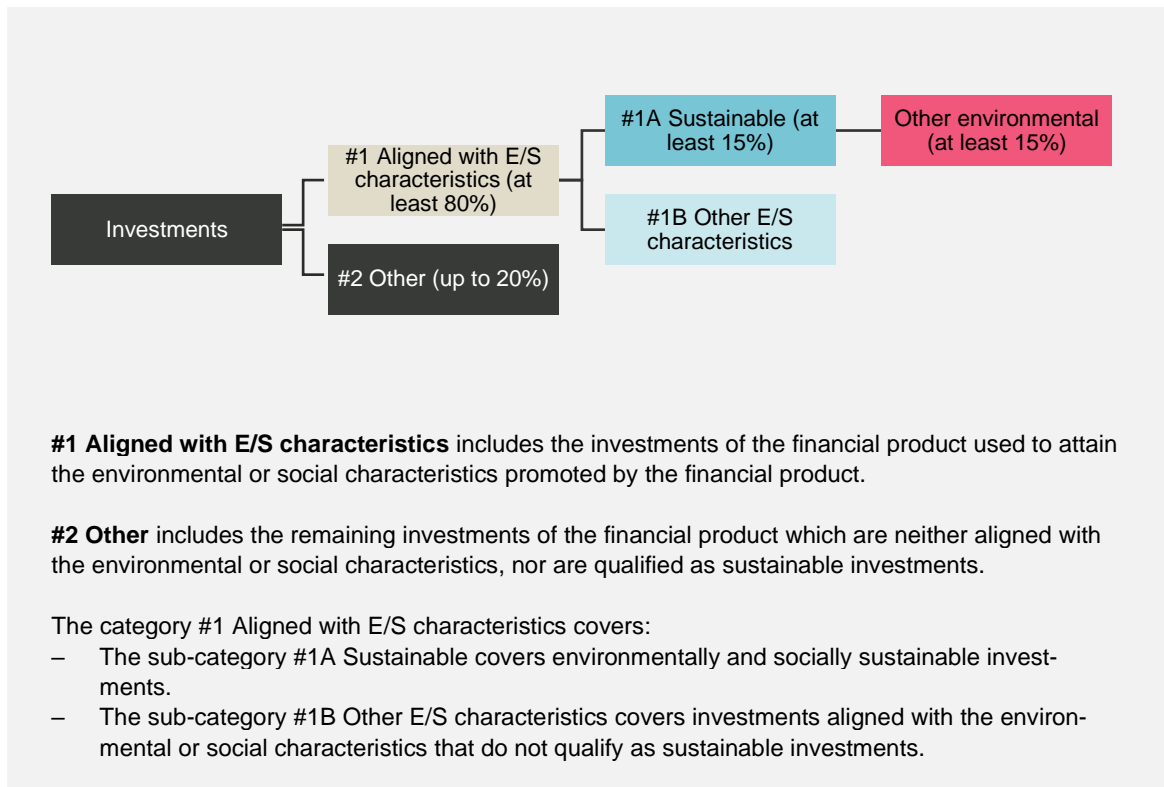 #1A Sustainable (at
least 15%)
Other environmental
(at least 15%)
#1 Aligned with E/S
characteristics (at
least 80%)
#1B Other E/S
characteristics
Investments
#2 Other (up to 20%)
#1 Aligned with E/S characteristics includes the investments of the financial product used to attain
the environmental or social characteristics promoted by the financial product.
#2 Other includes the remaining investments of the financial product which are neither aligned with
the environmental or social characteristics, nor are qualified as sustainable investments.
The category #1 Aligned with E/S characteristics covers:
– The sub-category #1A Sustainable covers environmentally and socially sustainable invest-
ments.
– The sub-category #1B Other E/S characteristics covers investments aligned with the environ-
mental or social characteristics that do not qualify as sustainable investments.